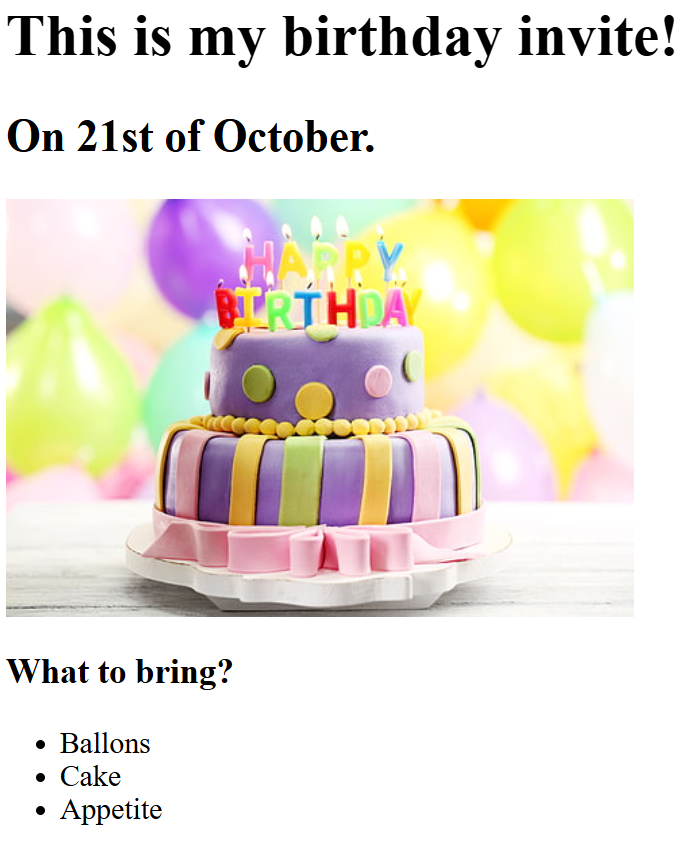 This is my birthday invite!
On 21st of October.
HAPPY
BIRTHDAY
What to bring?
Ballons
Cake
Appetite